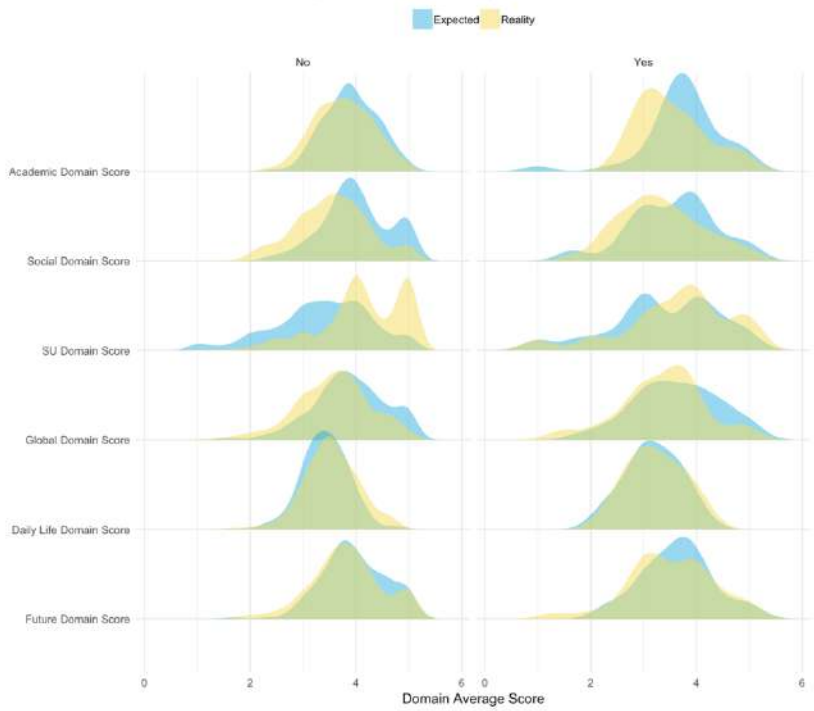 Expected Reality
No Yes
Academic Domain Score
Social Domain Score
SU Domain Score
Global Domain Score
Daily Life Domain Score
Future Domain Score
0 2 4 6 0 2 4 6
Domain Average Score